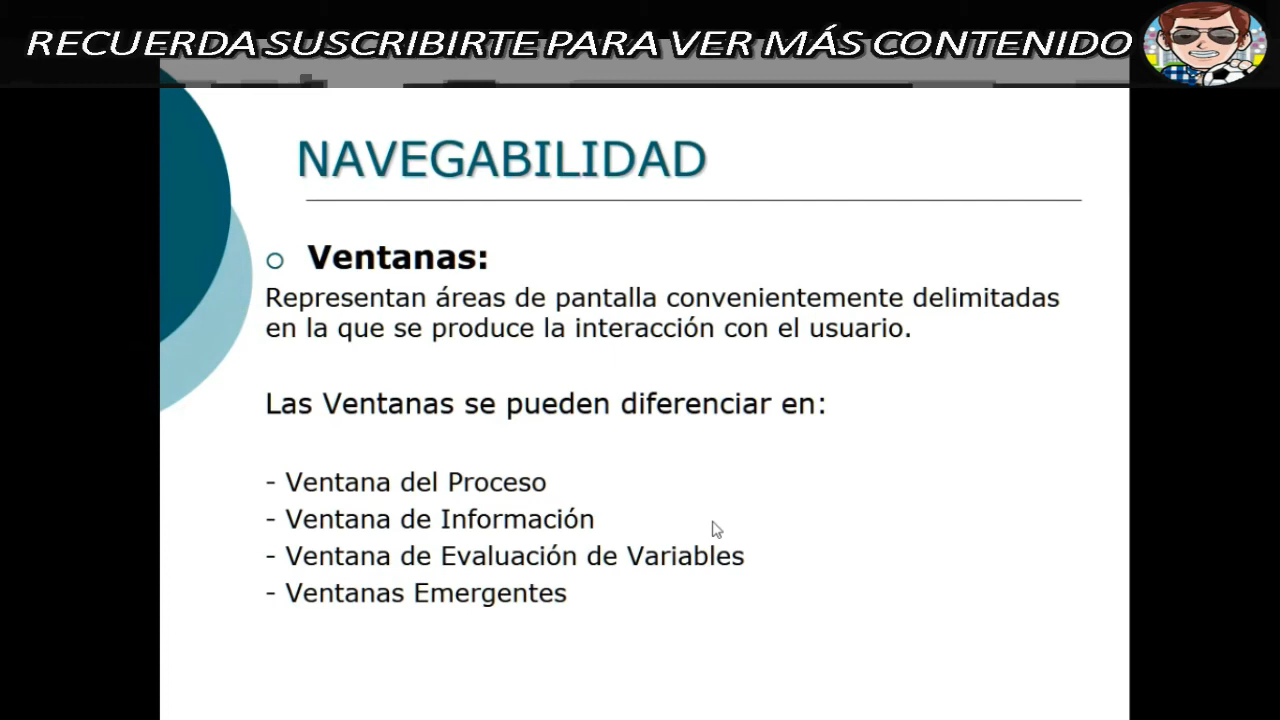 RECUERDA SUSCRIBIRTE PARA VER MÁS CONTENIDO
NAVEGABILIDAD
Ventanas:
Representan áreas de pantalla convenientemente delimitadas
en la que se produce la interacción con el usuario.
Las Ventanas se pueden diferenciar en:
- Ventana del Proceso
- Ventana de Información
- Ventana de Evaluación de Variables
- Ventanas Emergentes